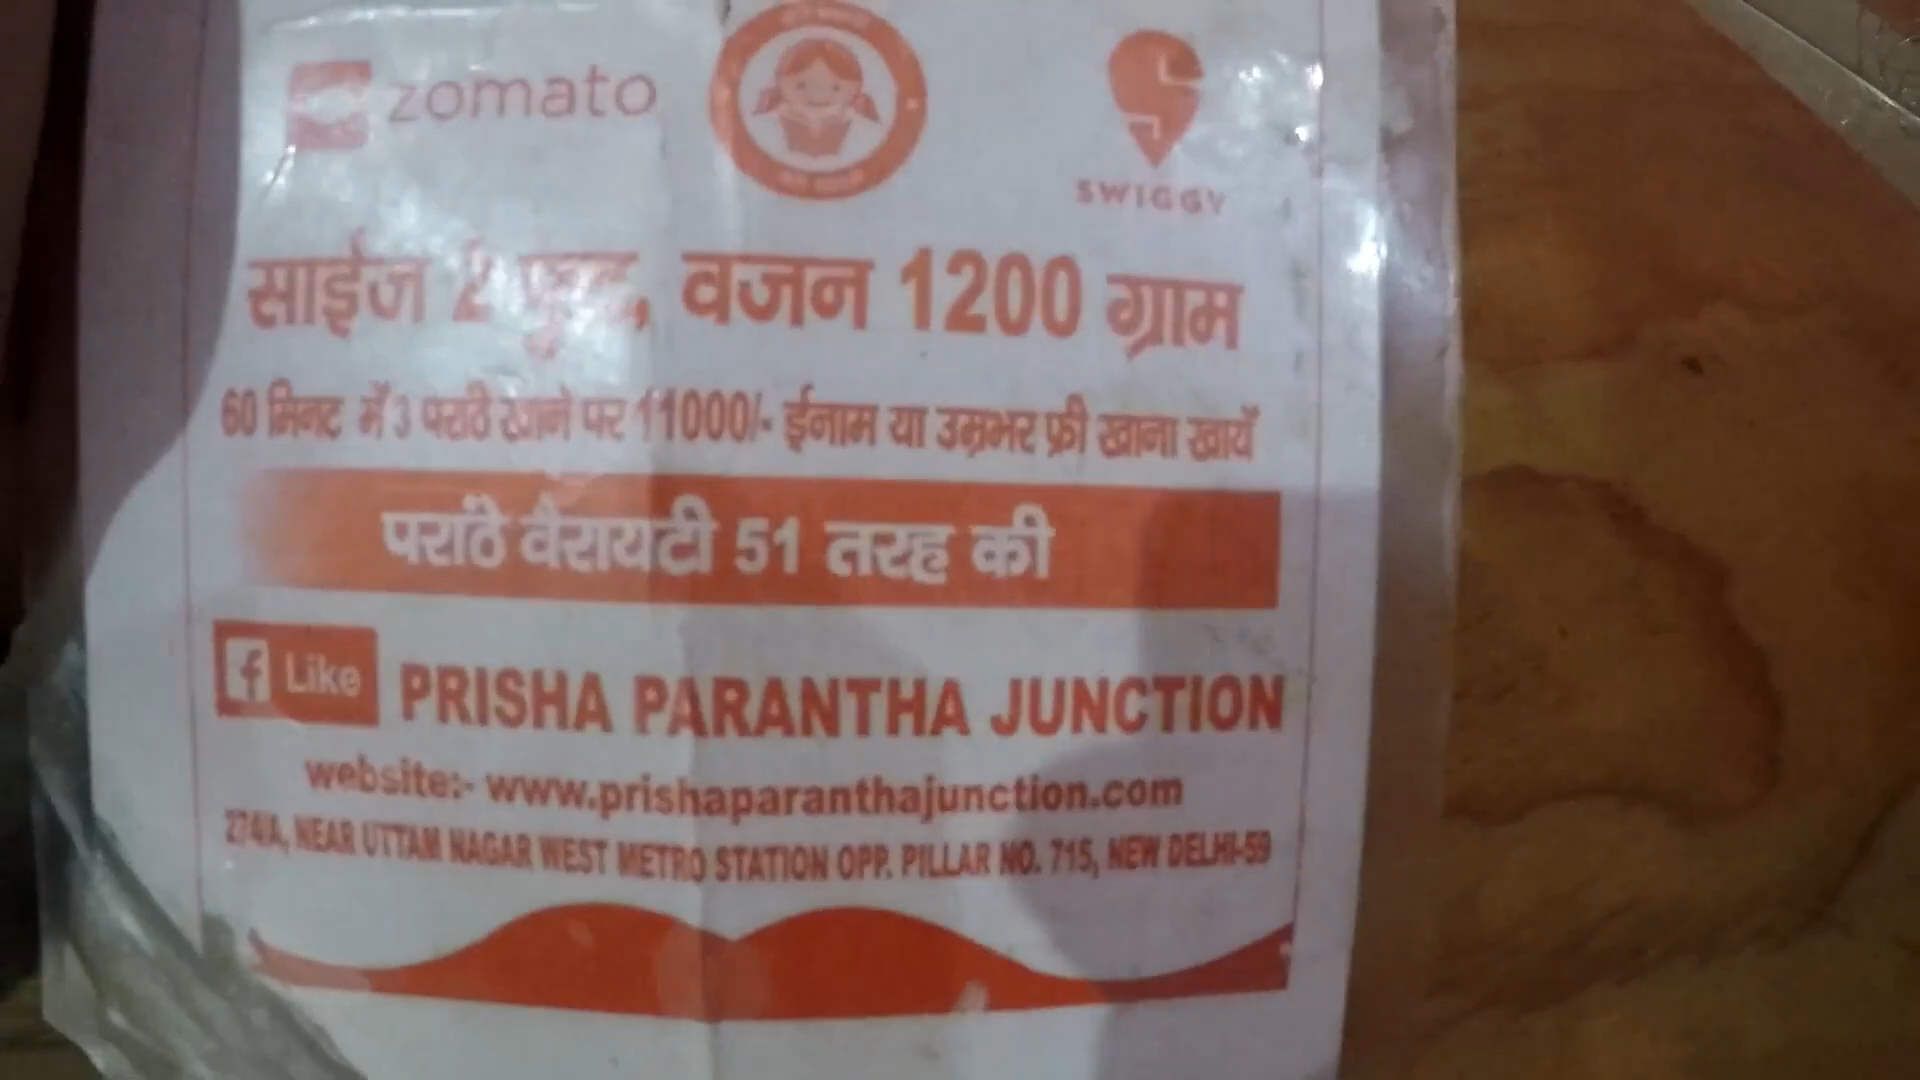 zomato
SWIGGY
साईज 2 फुट, वजन 1200 ग्राम
60 मिनट में 3 परांठे खाने पर 11000/- ईनाम या उम्रभर फ्री खाना खायें
परांठे वैरायटी 51 तरह की
f Like PRISHA PARANTHA JUNCTION
website:- www.prishaparanthajunction.com
274/A, NEAR UTTAM NAGAR WEST METRO STATION OPP. PILLAR NO. 715, NEW DELHI-59